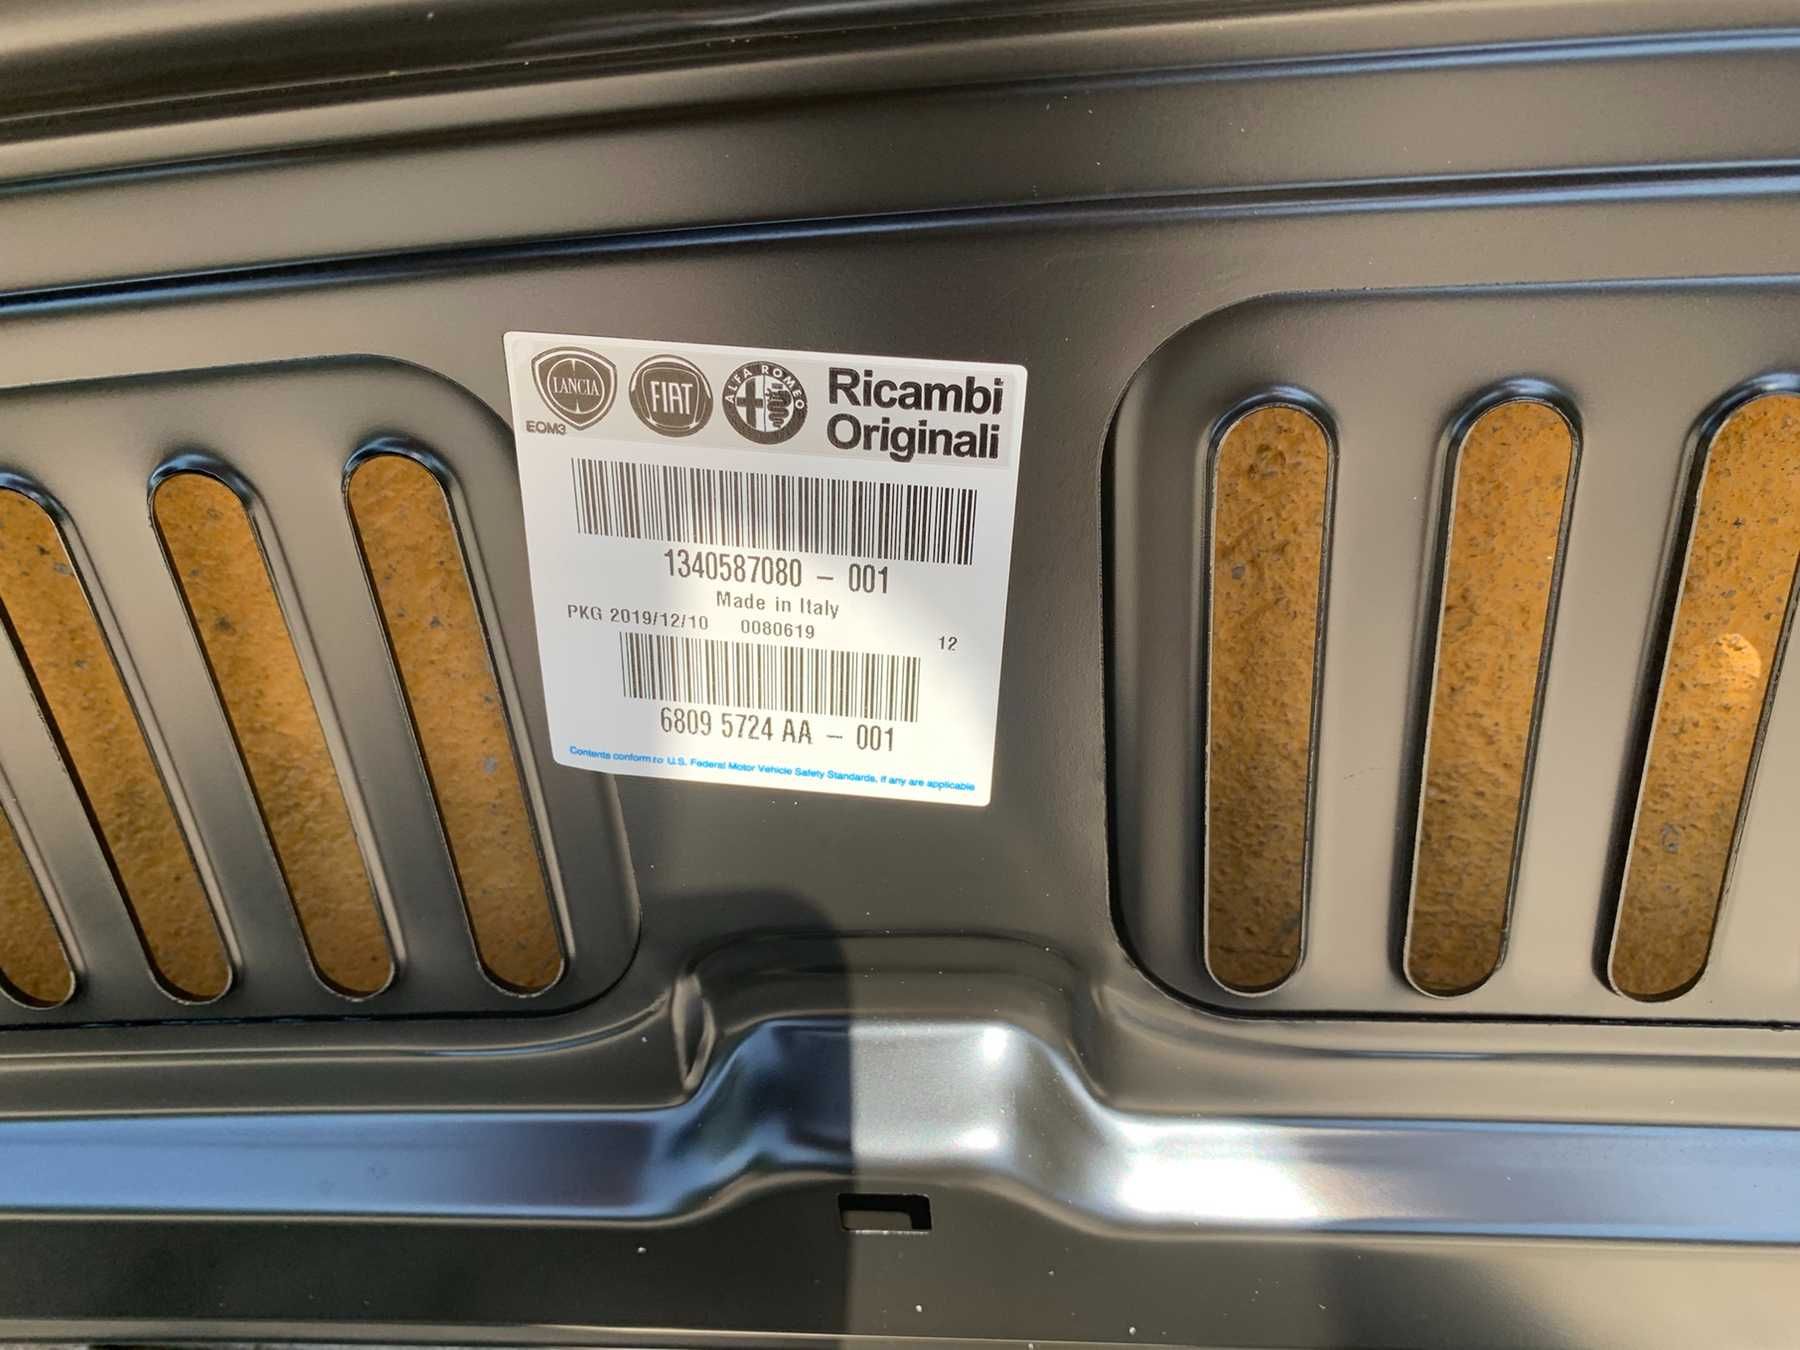 LANCIA
FIAT
ALFA ROMEO
Ricambi
Originali
EOM3
1340587080 – 001
Made in Italy
PKG 2019/12/10 0080619
12
6809 5724 AA – 001
Contents conform to U.S. Federal Motor Vehicle Safety Standards, if any are applicable